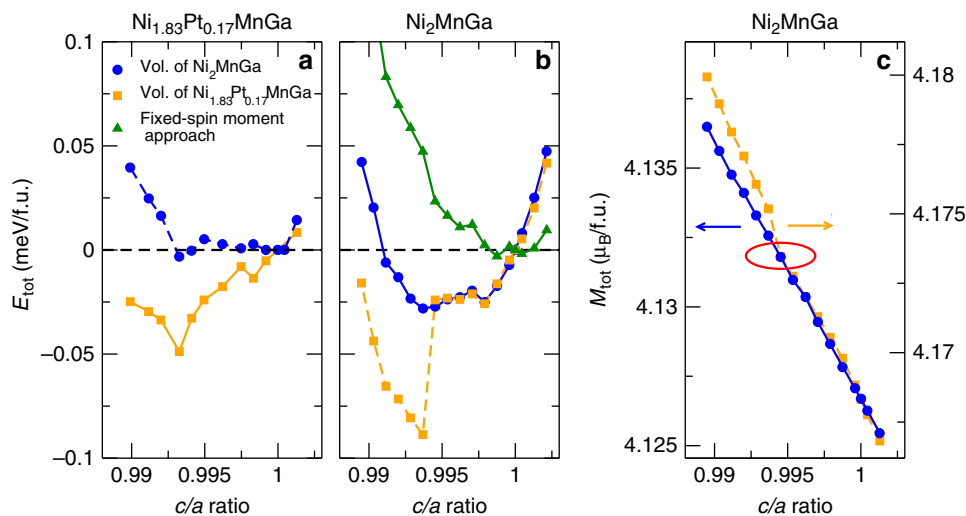 Ni1.83Pt0.17MnGa
Ni2MnGa
Ni2MnGa
a
b
c
Vol. of Ni2MnGa
Vol. of Ni1.83Pt0.17MnGa
Fixed-spin moment
approach
0.1
0.05
0
−0.05
−0.1
Etot (meV/f.u.)
0.99
0.995
1
c/a ratio
0.99
0.995
1
c/a ratio
4.135
4.130
4.125
Mtot (μB/f.u.)
4.18
4.175
4.17
0.99
0.995
1
c/a ratio